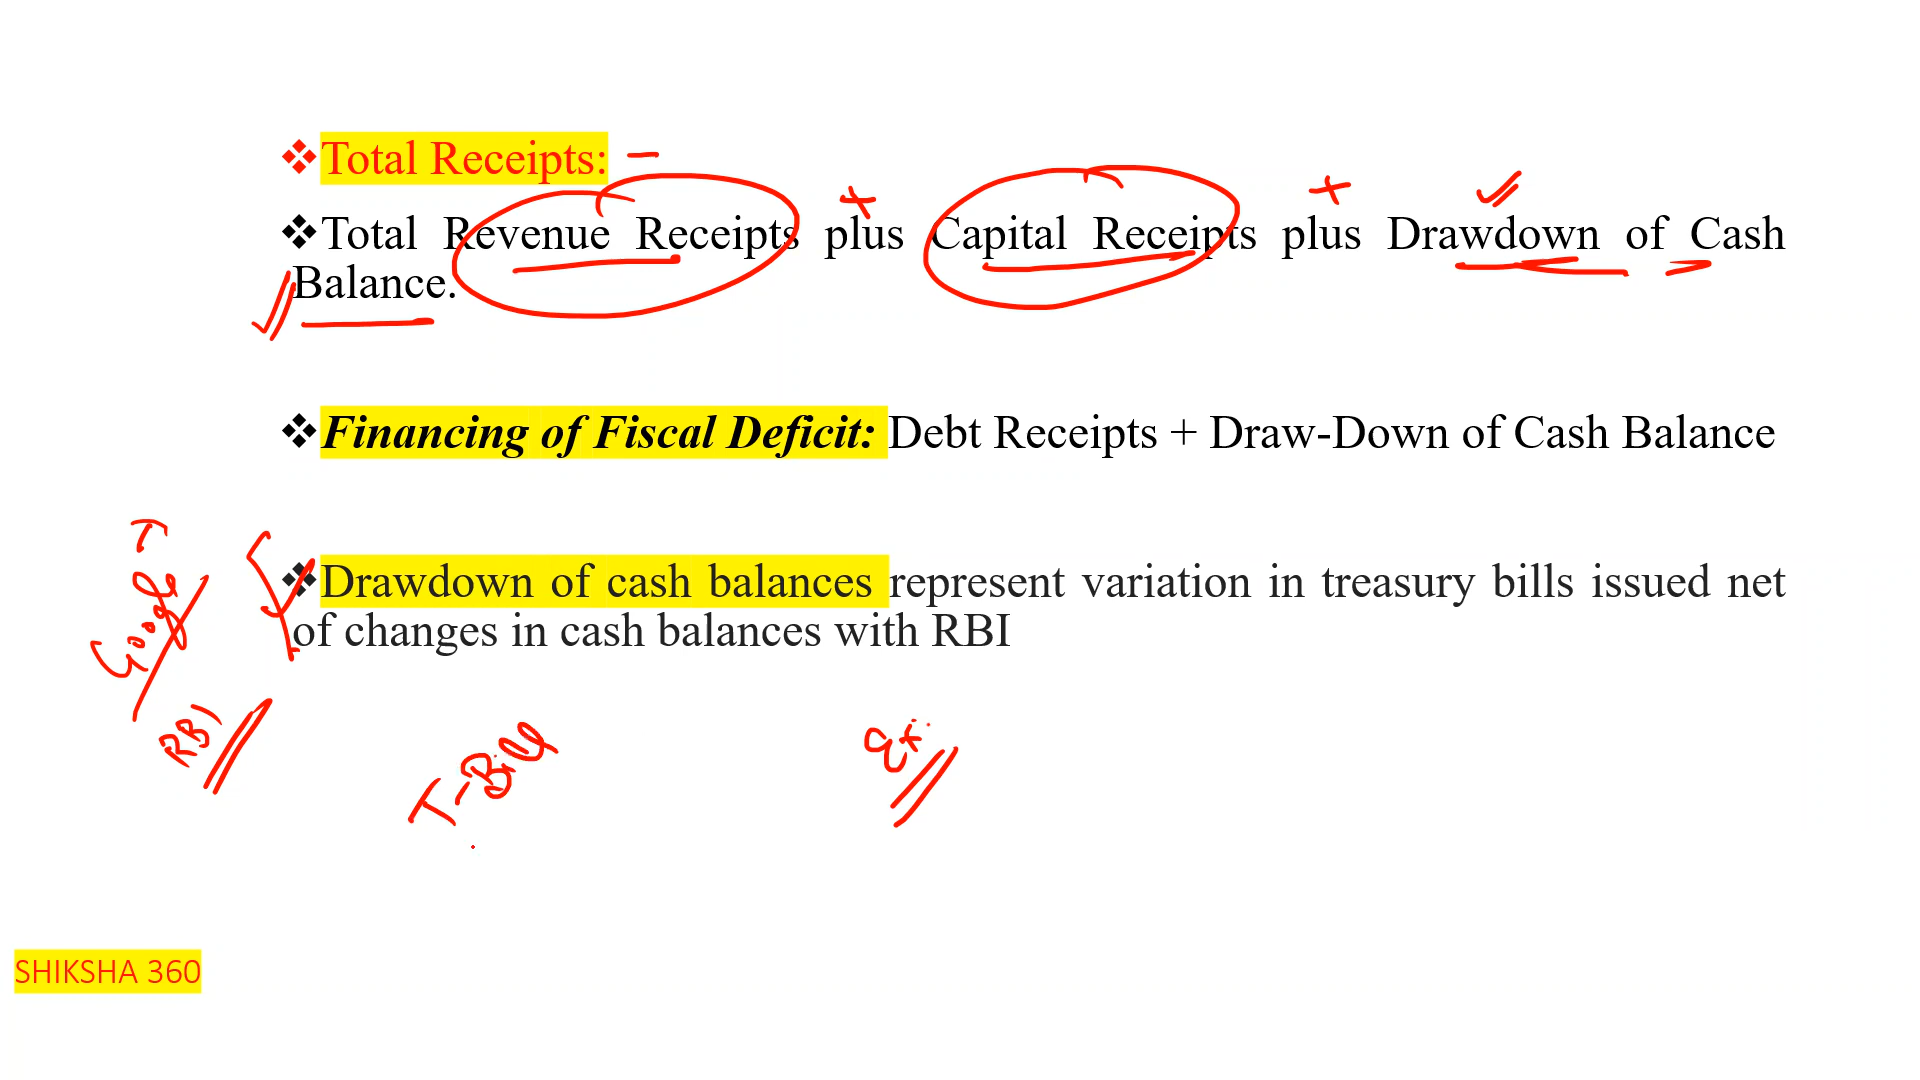 ❖Total Receipts: –
+ +
❖Total Revenue Receipts plus Capital Receipts plus Drawdown of Cash
Balance.
❖Financing of Fiscal Deficit: Debt Receipts + Draw-Down of Cash Balance
❖Drawdown of cash balances represent variation in treasury bills issued net
of changes in cash balances with RBI
Google
RBI
T-Bill
SHIKSHA 360